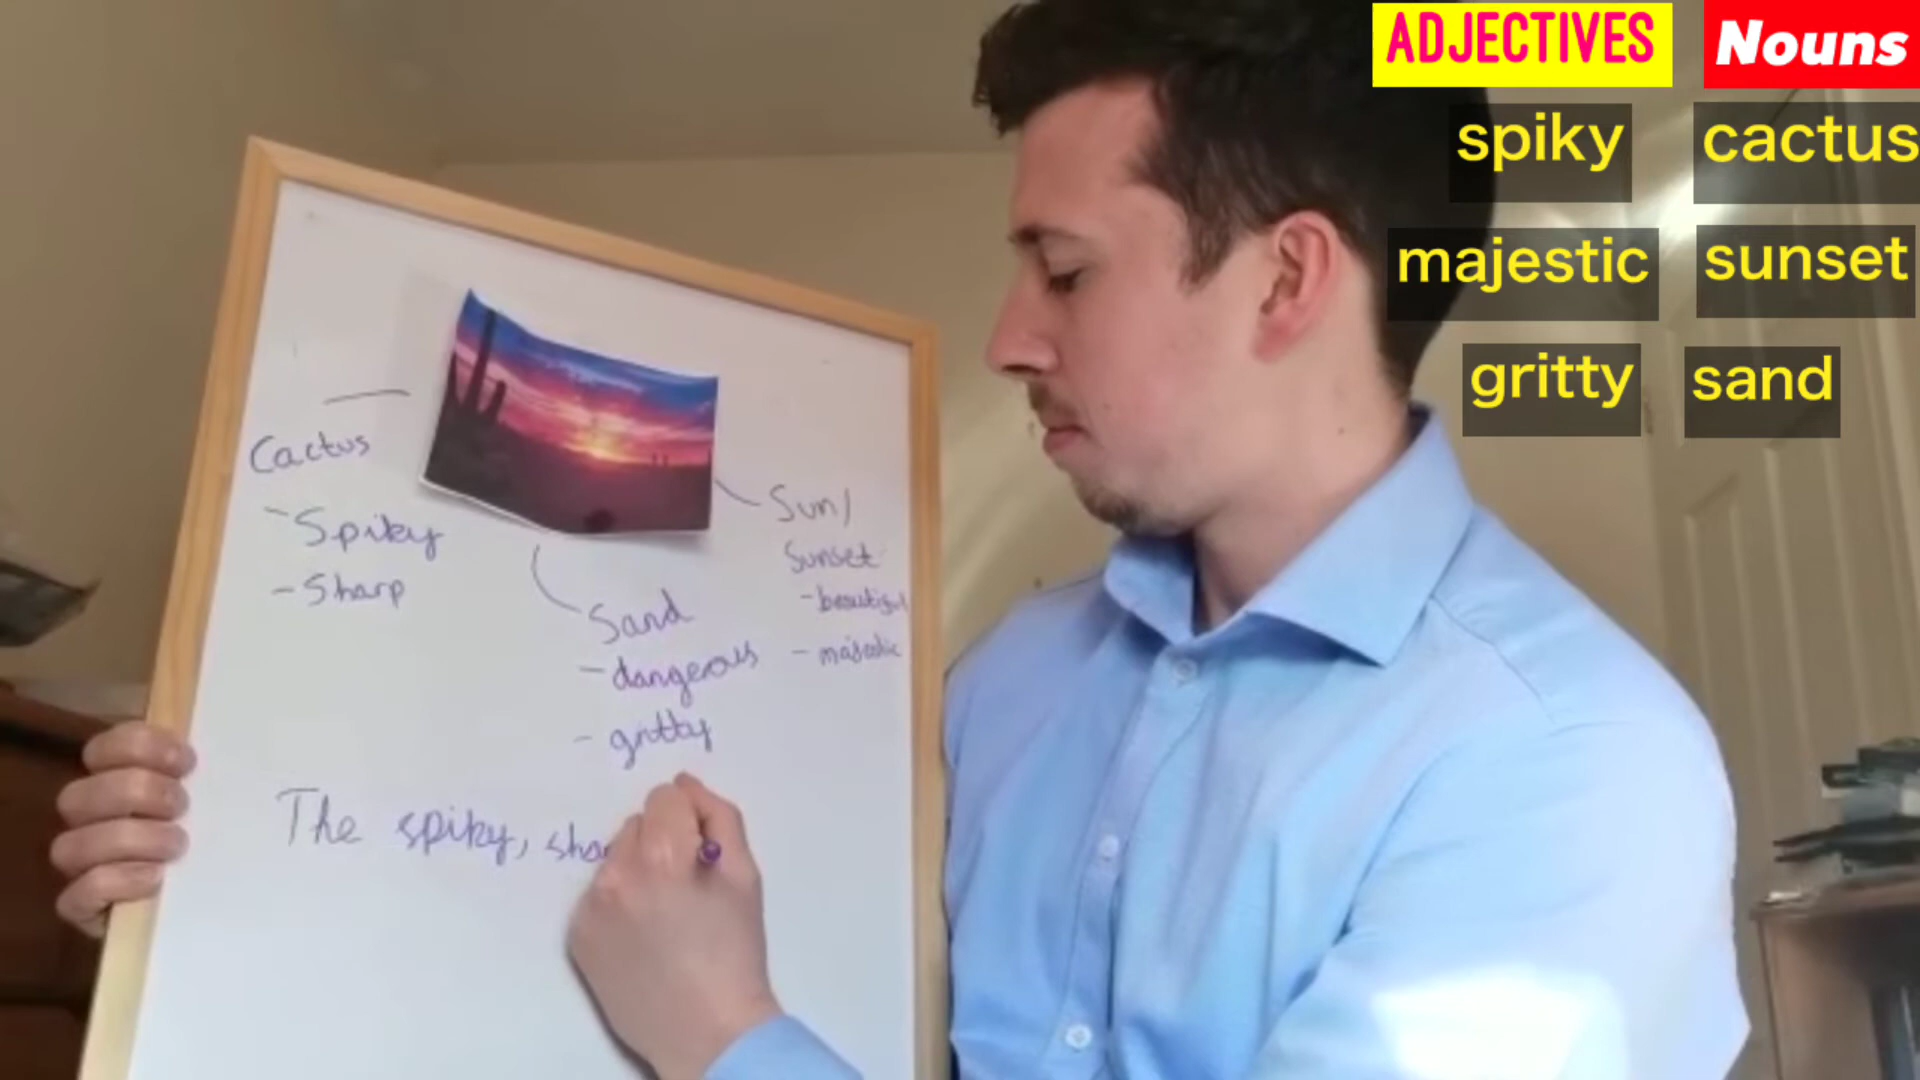 ADJECTIVES Nouns
spiky cactus
majestic sunset
gritty sand
Cactus
- Spiky
- Sharp
Sun/
Sunset
- beautiful
- majestic
Sand
- dangerous
- gritty
The spiky, shar